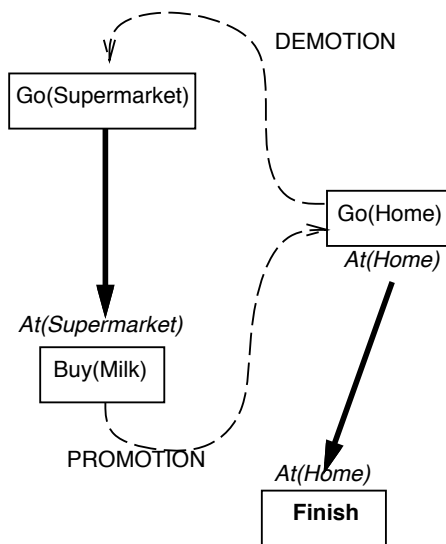 DEMOTION
Go(Supermarket)
Go(Home)
At(Home)
At(Supermarket)
Buy(Milk)
PROMOTION
At(Home)
Finish